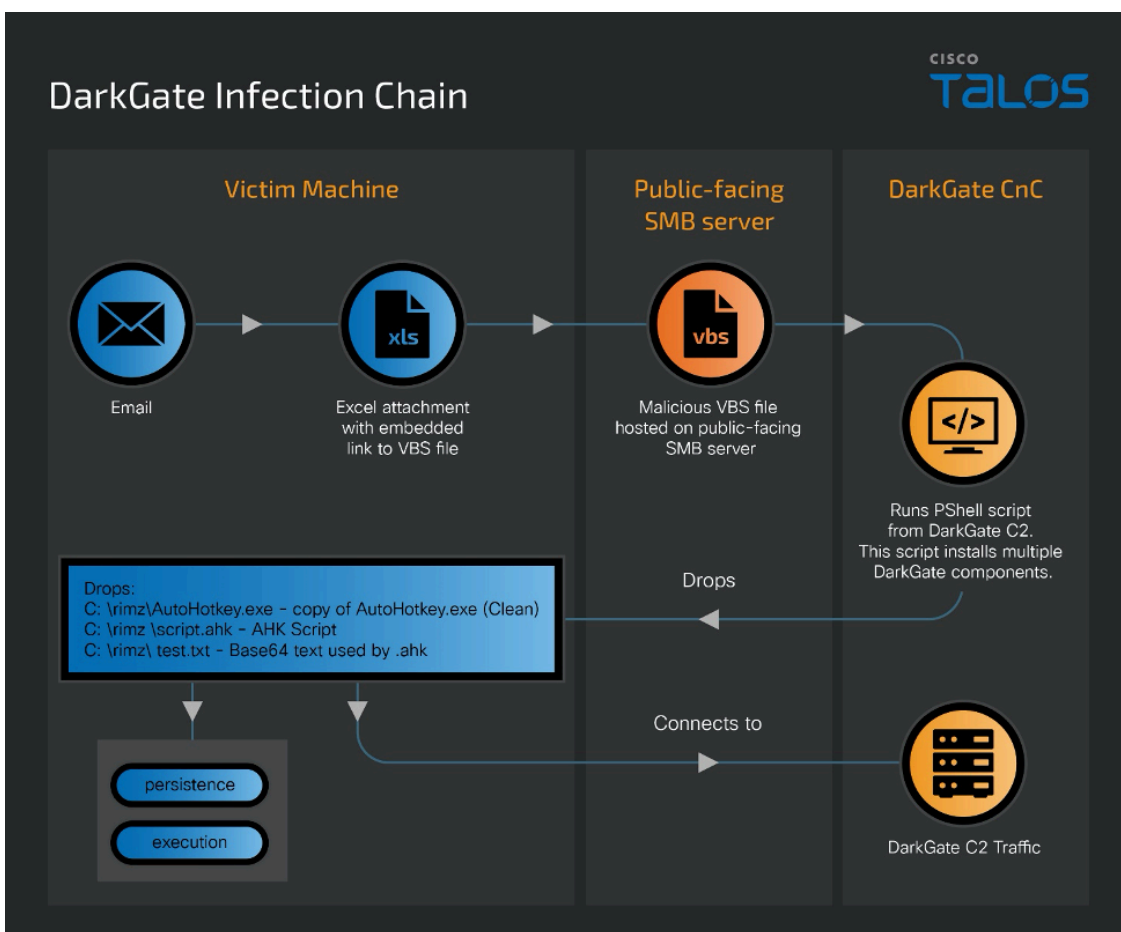 CISCO
TALOS
DarkGate Infection Chain
Victim Machine
Public-facing
SMB server
DarkGate CnC
xls
vbs
</>
Email
Excel attachment
with embedded
link to VBS file
Malicious VBS file
hosted on public-facing
SMB server
Runs PShell script
from DarkGate C2.
This script installs multiple
DarkGate components.
Drops
Drops:
C: \rimz\AutoHotkey.exe - copy of AutoHotkey.exe (Clean)
C: \rimz \script.ahk - AHK Script
C: \rimz\ test.txt - Base64 text used by .ahk
Connects to
persistence
execution
DarkGate C2 Traffic